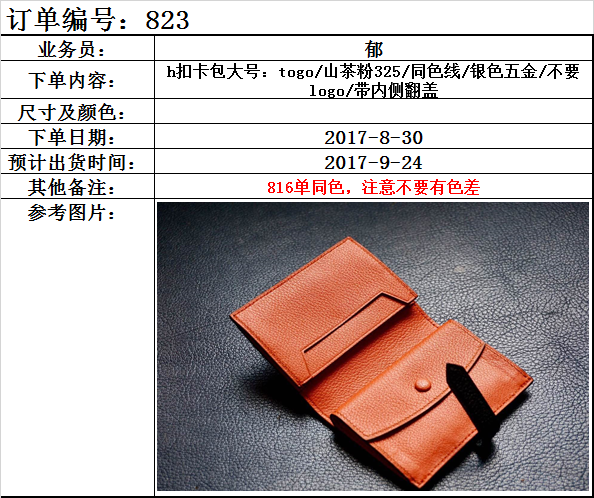 订单编号：823
业务员： 郁
下单内容： h扣卡包大号：togo/山茶粉325/同色线/银色五金/不要
logo/带内侧翻盖
尺寸及颜色：
下单日期： 2017-8-30
预计出货时间： 2017-9-24
其他备注： 816单同色，注意不要有色差
参考图片：